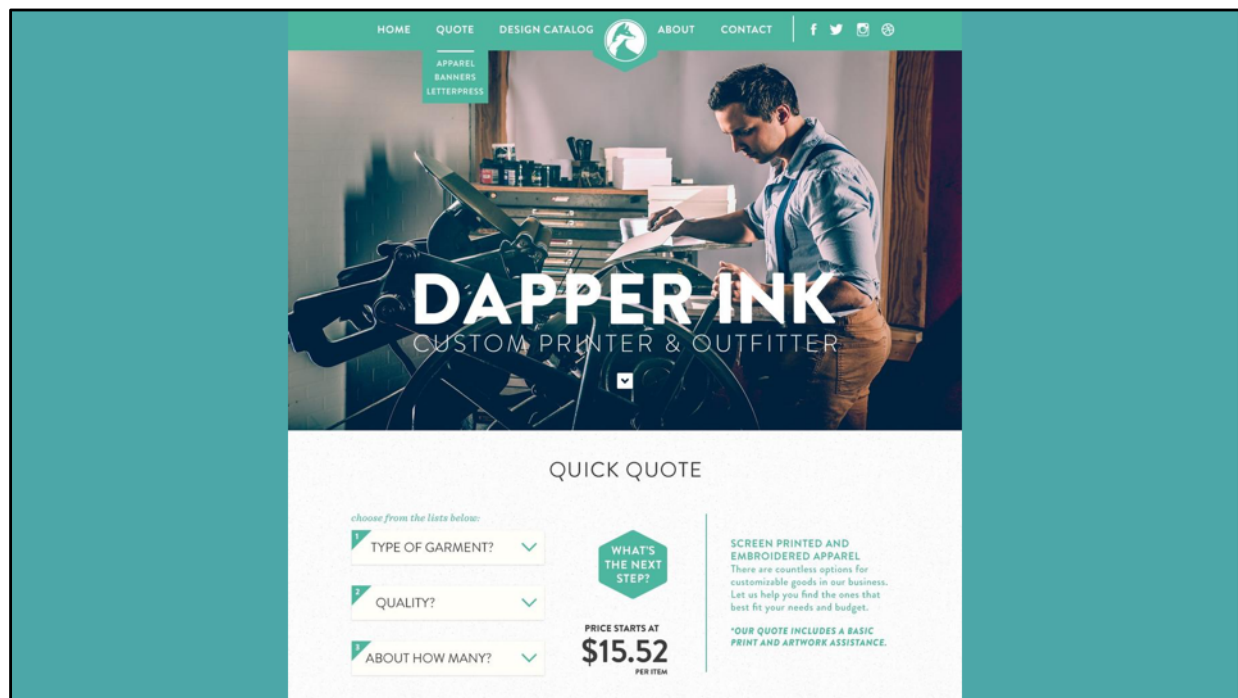 HOME QUOTE DESIGN CATALOG ABOUT CONTACT
APPAREL
BANNERS
LETTERPRESS
DAPPER INK
CUSTOM PRINTER & OUTFITTER
QUICK QUOTE
choose from the lists below:
1
TYPE OF GARMENT?
2
QUALITY?
3
ABOUT HOW MANY?
WHAT'S
THE NEXT
STEP?
PRICE STARTS AT
$15.52
PER ITEM
SCREEN PRINTED AND
EMBROIDERED APPAREL
There are countless options for
customizable goods in our business.
Let us help you find the ones that
best fit your needs and budget.
*OUR QUOTE INCLUDES A BASIC
PRINT AND ARTWORK ASSISTANCE.